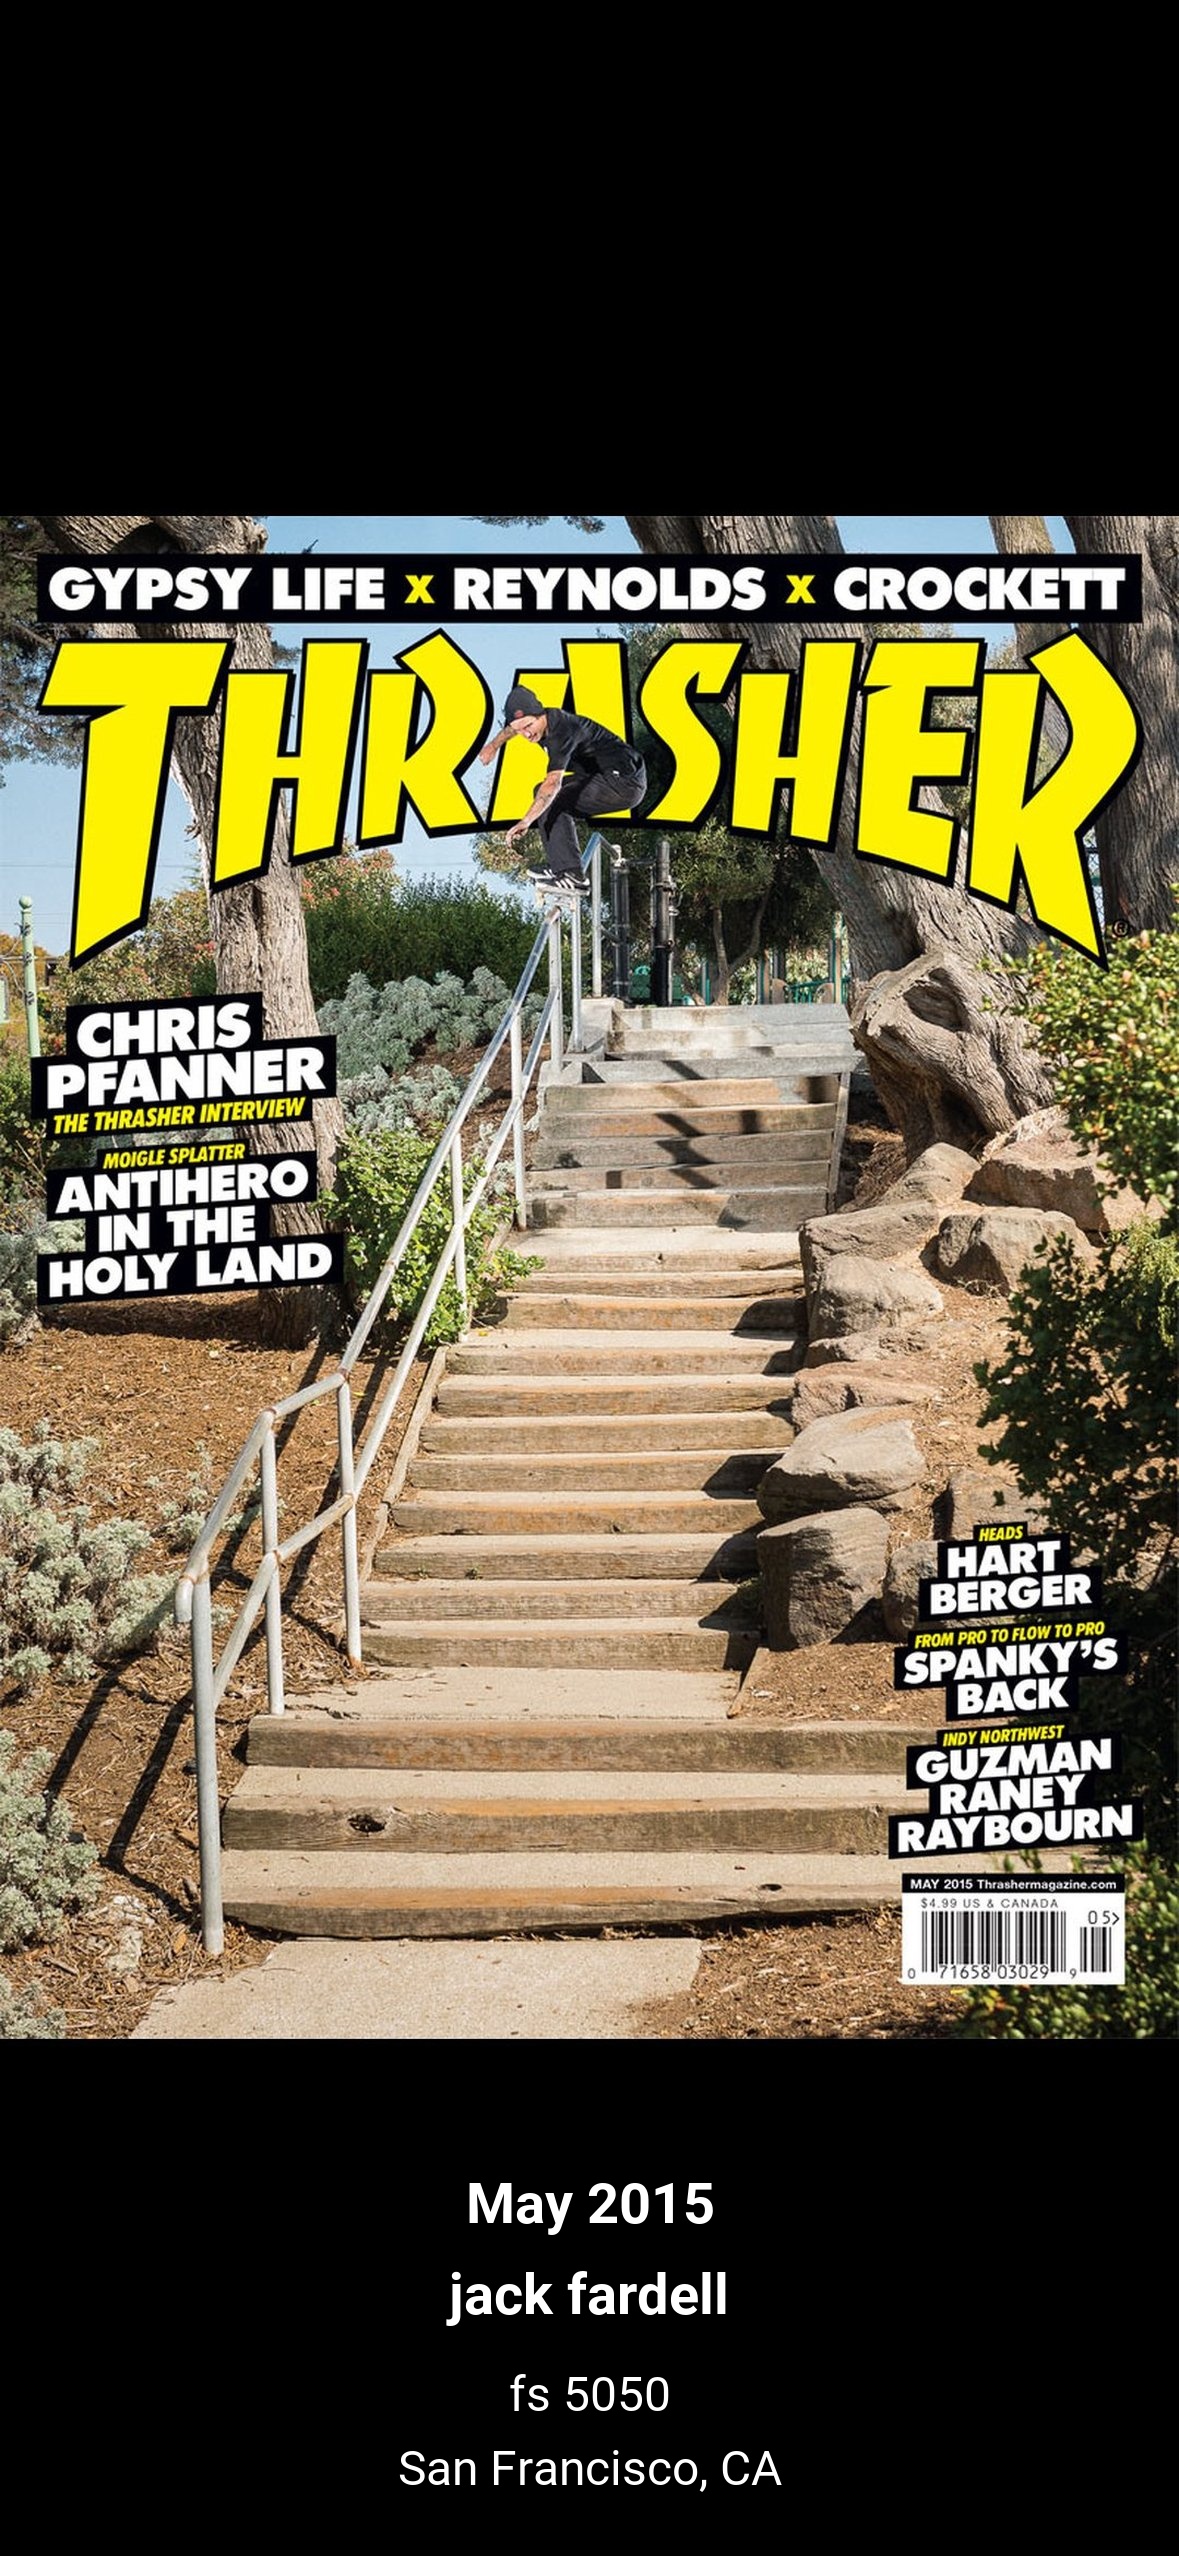 GYPSY LIFE x REYNOLDS x CROCKETT
THRASHER
®
CHRIS
PFANNER
THE THRASHER INTERVIEW
MOIGLE SPLATTER
ANTIHERO
IN THE
HOLY LAND
HEADS
HART
BERGER
FROM PRO TO FLOW TO PRO
SPANKY'S
BACK
INDY NORTHWEST
GUZMAN
RANEY
RAYBOURN
MAY 2015 Thrashermagazine.com
$4.99 US & CANADA
05>
0 71658 03029 9
May 2015
jack fardell
fs 5050
San Francisco, CA